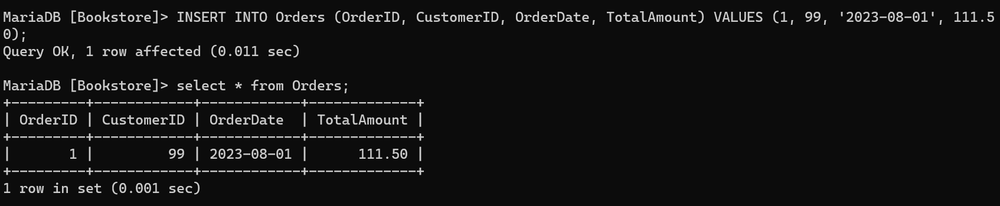 MariaDB [Bookstore]> INSERT INTO Orders (OrderID, CustomerID, OrderDate, TotalAmount) VALUES (1, 99, '2023-08-01', 111.5
0);
Query OK, 1 row affected (0.011 sec)
MariaDB [Bookstore]> select * from Orders;
+---------+------------+------------+-------------+
| OrderID | CustomerID | OrderDate  | TotalAmount |
+---------+------------+------------+-------------+
|       1 |         99 | 2023-08-01 |      111.50 |
+---------+------------+------------+-------------+
1 row in set (0.001 sec)